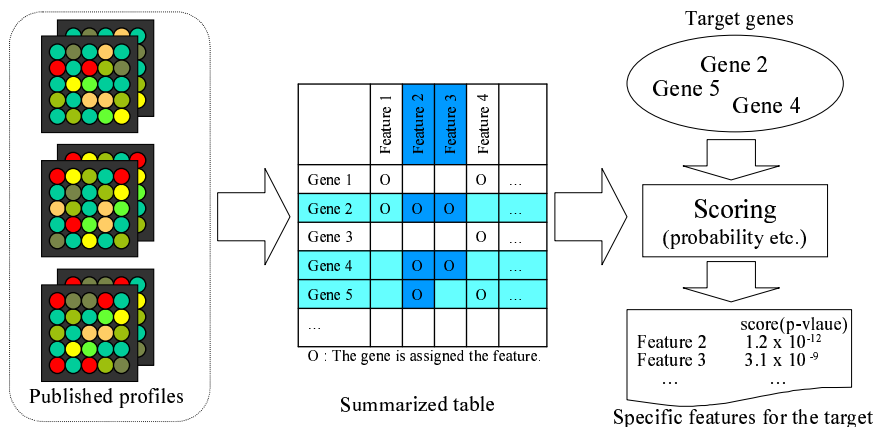 Published profiles
Feature 1
Feature 2
Feature 3
Feature 4
Gene 1 O O ...
Gene 2 O O O ...
Gene 3 O ...
Gene 4 O O ...
Gene 5 O O ...
...
O : The gene is assigned the feature.
Summarized table
Target genes
Gene 2
Gene 5
Gene 4
Scoring
(probability etc.)
score(p-vlaue)
Feature 2 1.2 x 10-12
Feature 3 3.1 x 10-9
... ...
Specific features for the target